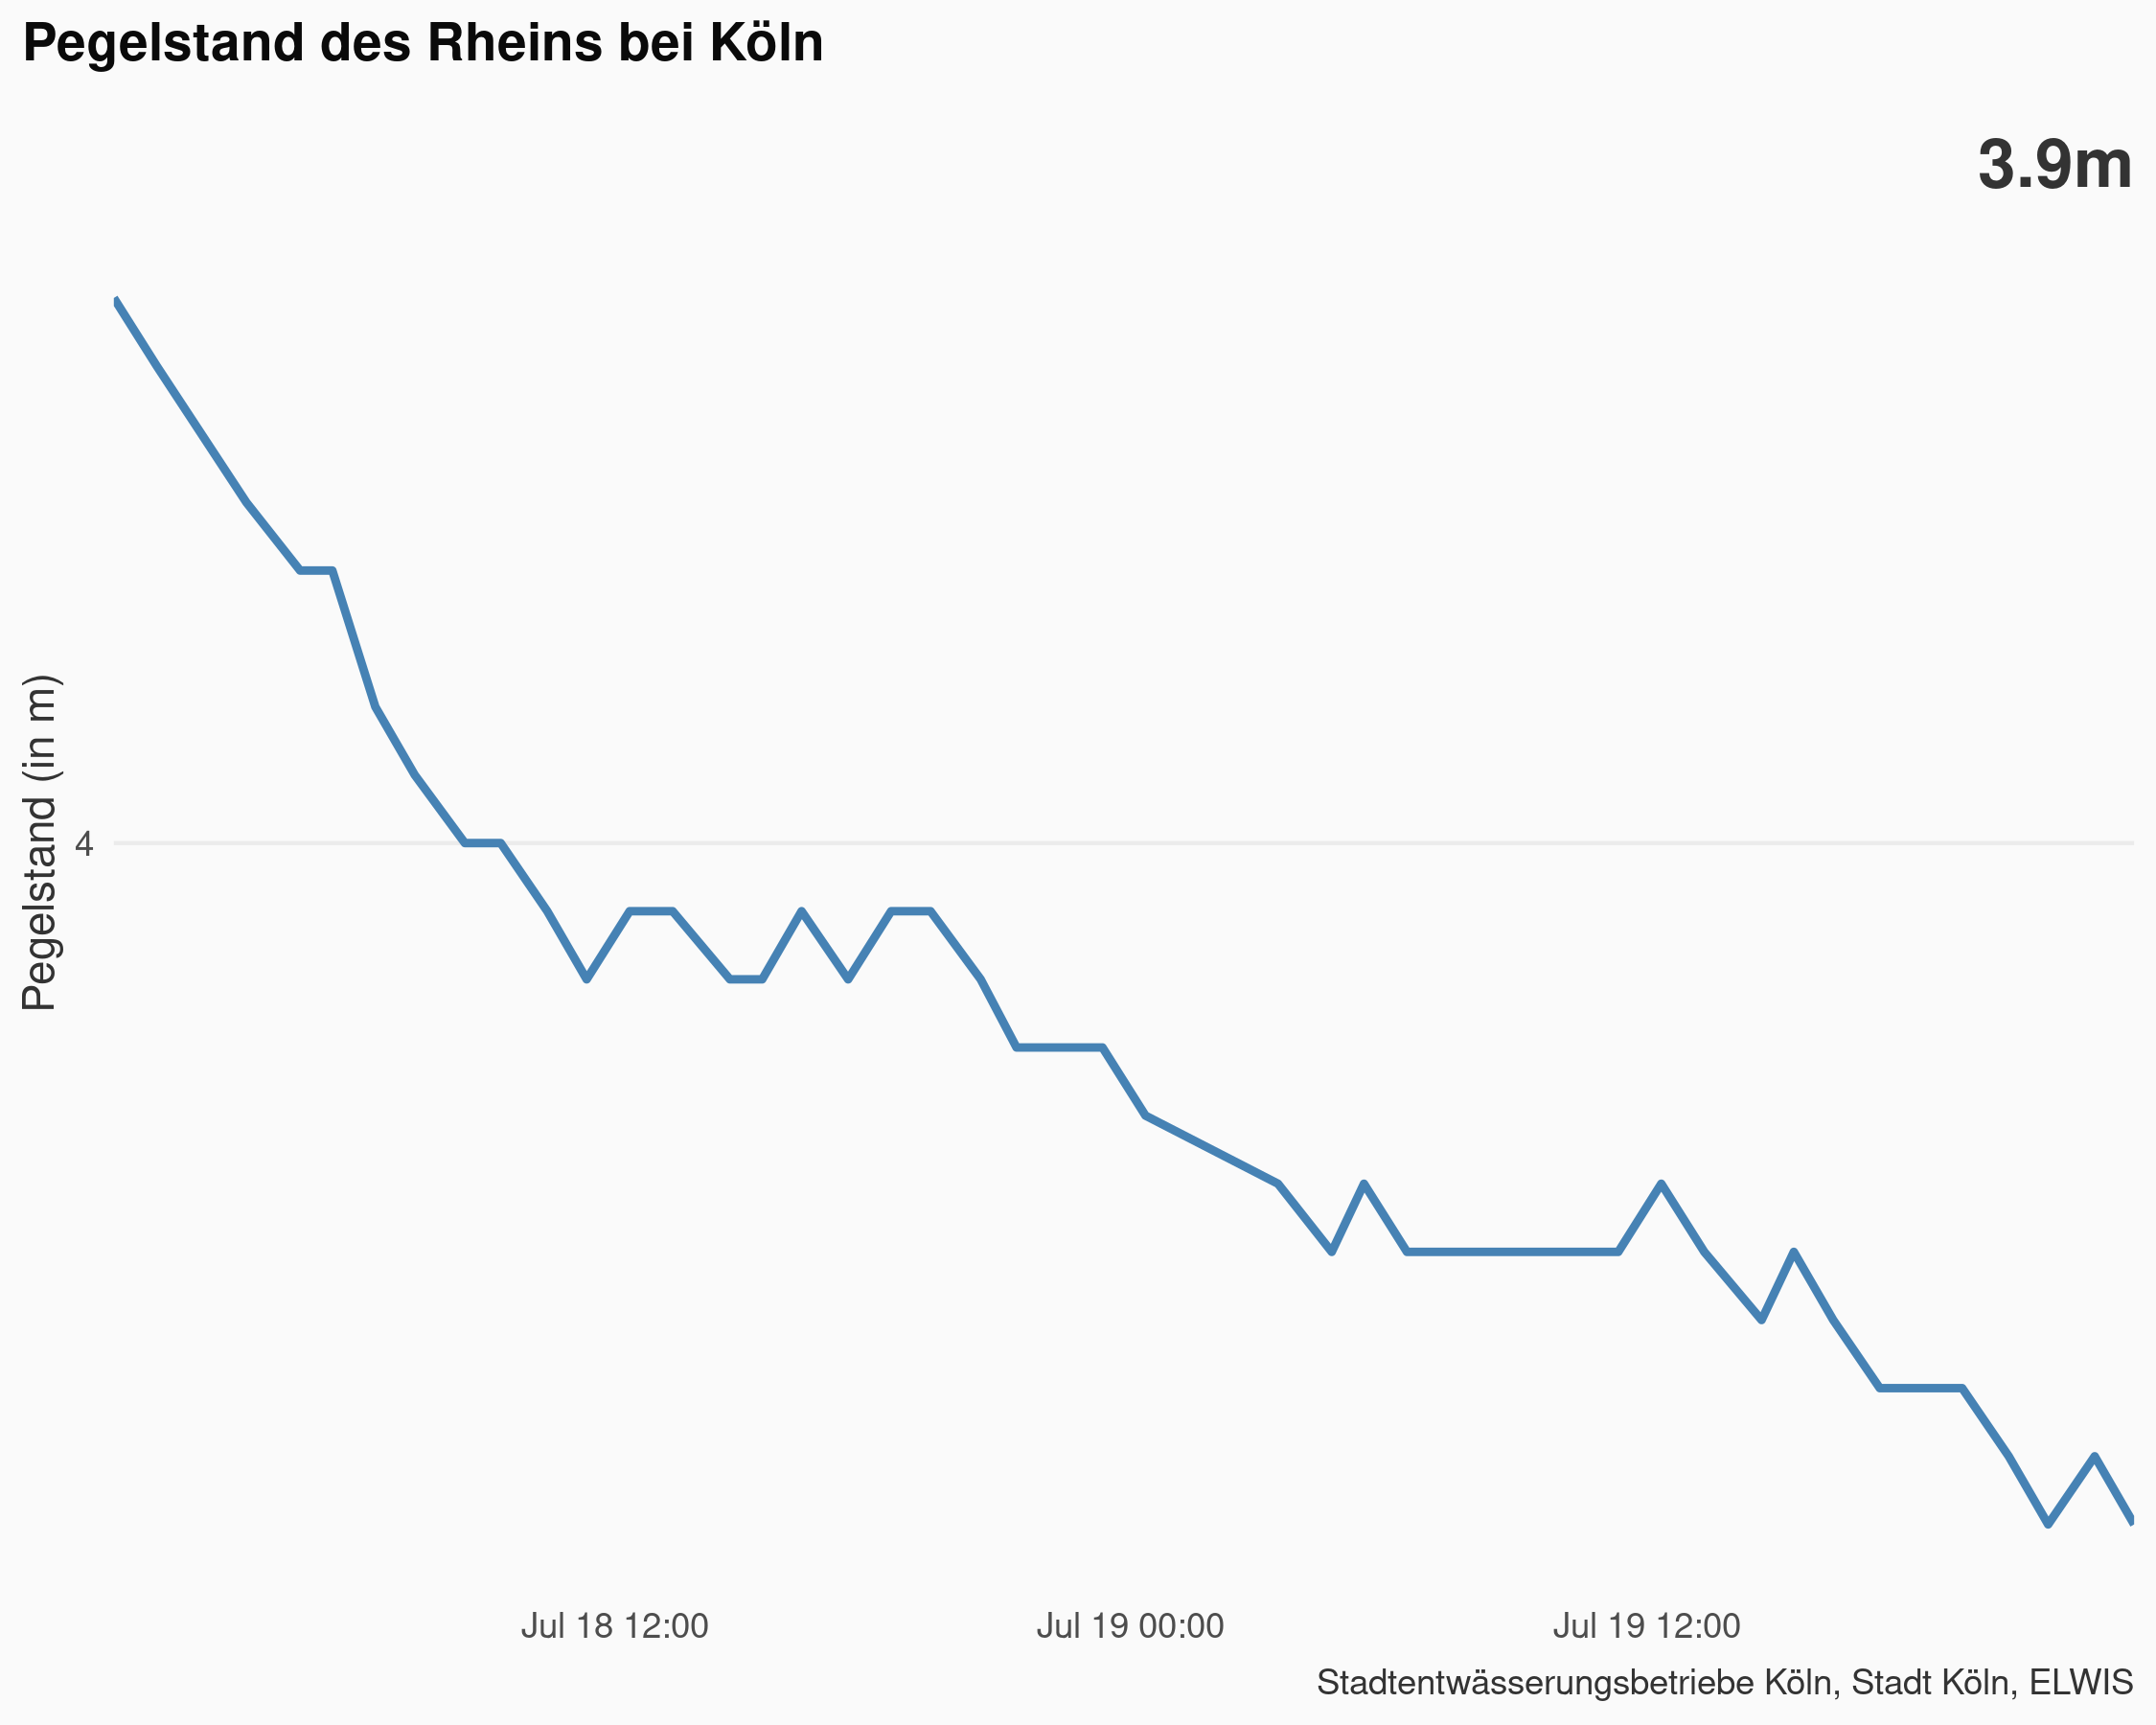 Pegelstand des Rheins bei Köln
3.9m
Pegelstand (in m)
4
Jul 18 12:00
Jul 19 00:00
Jul 19 12:00
Stadtentwässerungsbetriebe Köln, Stadt Köln, ELWIS